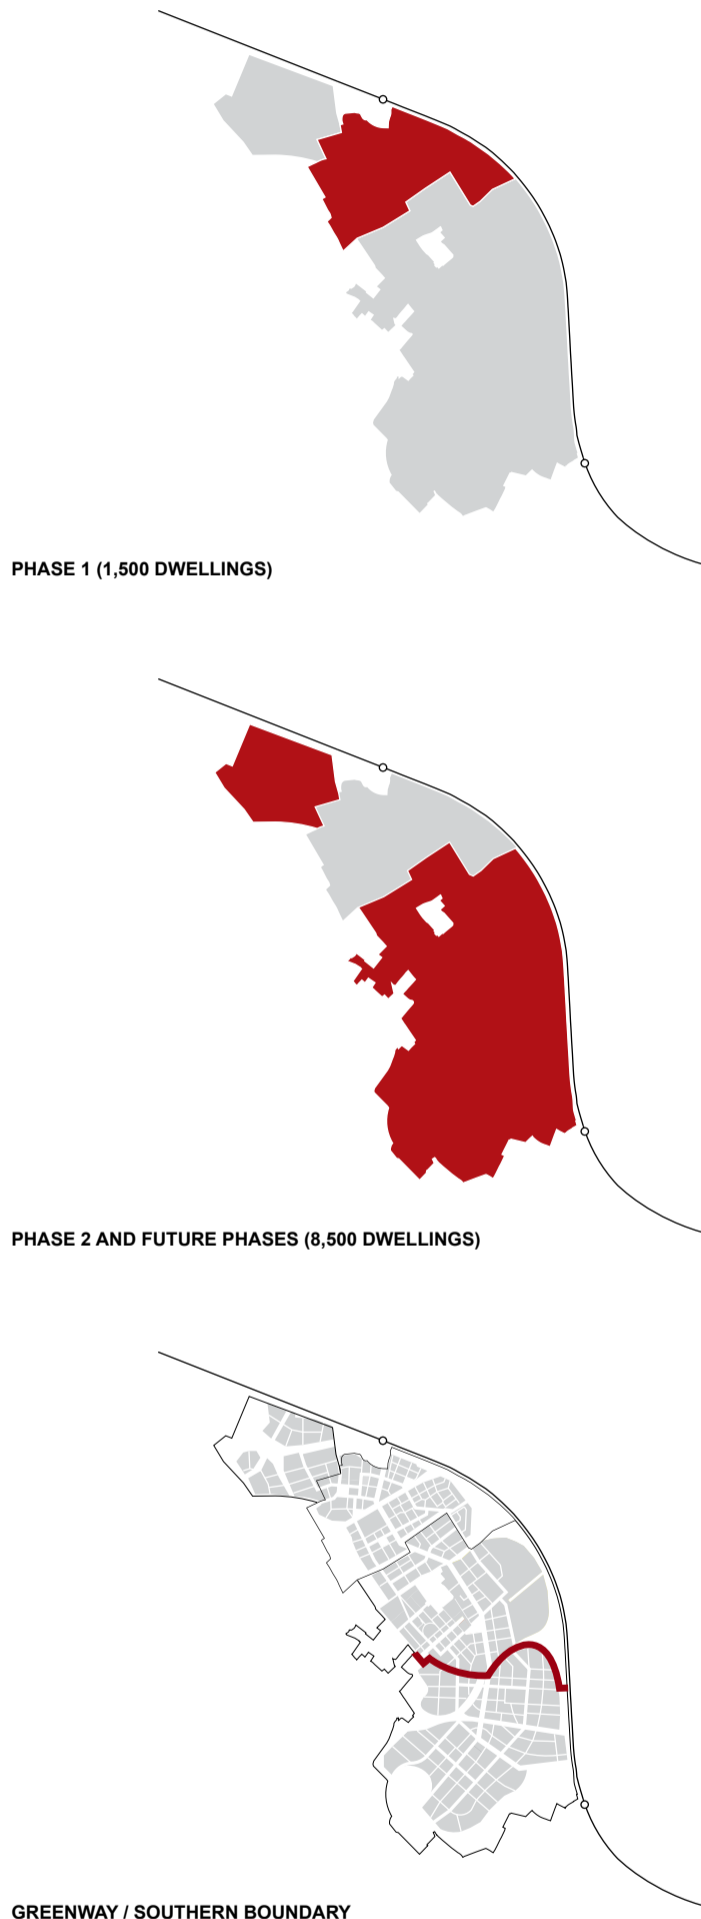 PHASE 1 (1,500 DWELLINGS)
PHASE 2 AND FUTURE PHASES (8,500 DWELLINGS)
GREENWAY / SOUTHERN BOUNDARY